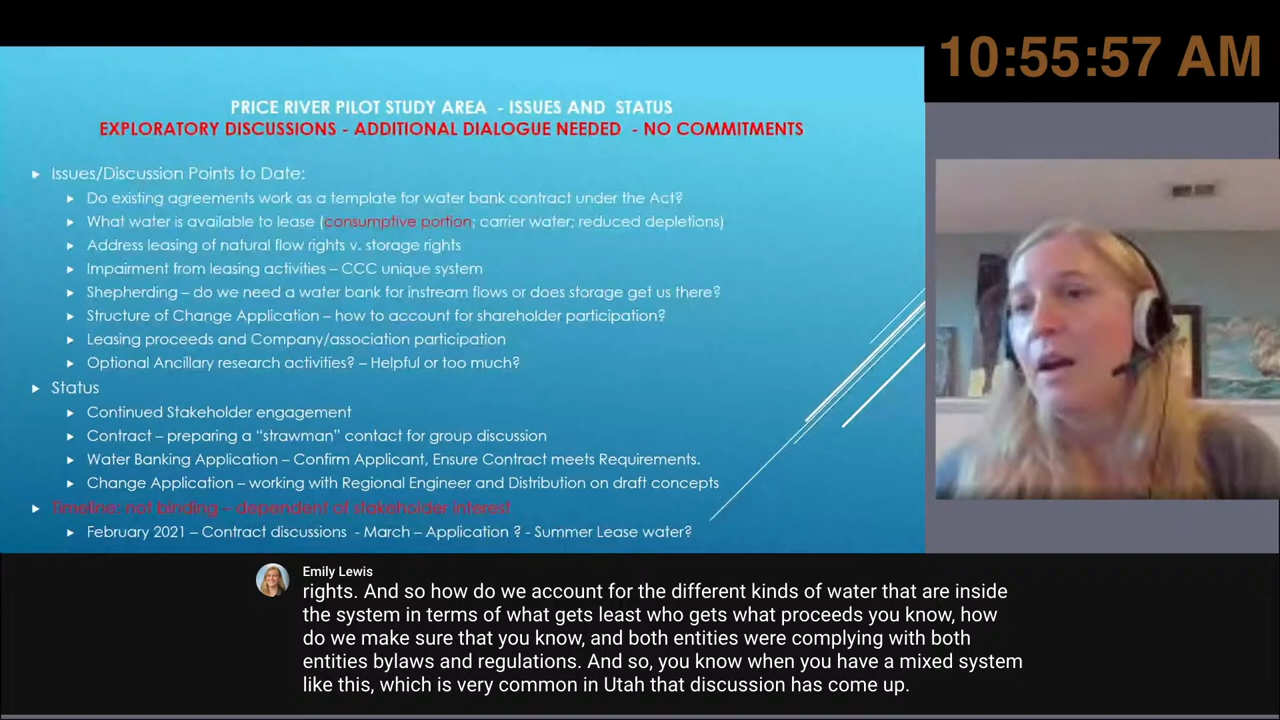 10:55:57 AM
PRICE RIVER PILOT STUDY AREA - ISSUES AND STATUS
EXPLORATORY DISCUSSIONS - ADDITIONAL DIALOGUE NEEDED - NO COMMITMENTS
Issues/Discussion Points to Date:
Do existing agreements work as a template for water bank contract under the Act?
What water is available to lease (consumptive portion; carrier water; reduced depletions)
Address leasing of natural flow rights v. storage rights
Impairment from leasing activities – CCC unique system
Shepherding – do we need a water bank for instream flows or does storage get us there?
Structure of Change Application – how to account for shareholder participation?
Leasing proceeds and Company/association participation
Optional Ancillary research activities? – Helpful or too much?
Status
Continued Stakeholder engagement
Contract – preparing a “strawman” contact for group discussion
Water Banking Application – Confirm Applicant, Ensure Contract meets Requirements.
Change Application – working with Regional Engineer and Distribution on draft concepts
Timeline: not binding – dependent of stakeholder interest
February 2021 – Contract discussions - March – Application ? - Summer Lease water?
Emily Lewis
rights. And so how do we account for the different kinds of water that are inside
the system in terms of what gets least who gets what proceeds you know, how
do we make sure that you know, and both entities were complying with both
entities bylaws and regulations. And so, you know when you have a mixed system
like this, which is very common in Utah that discussion has come up.